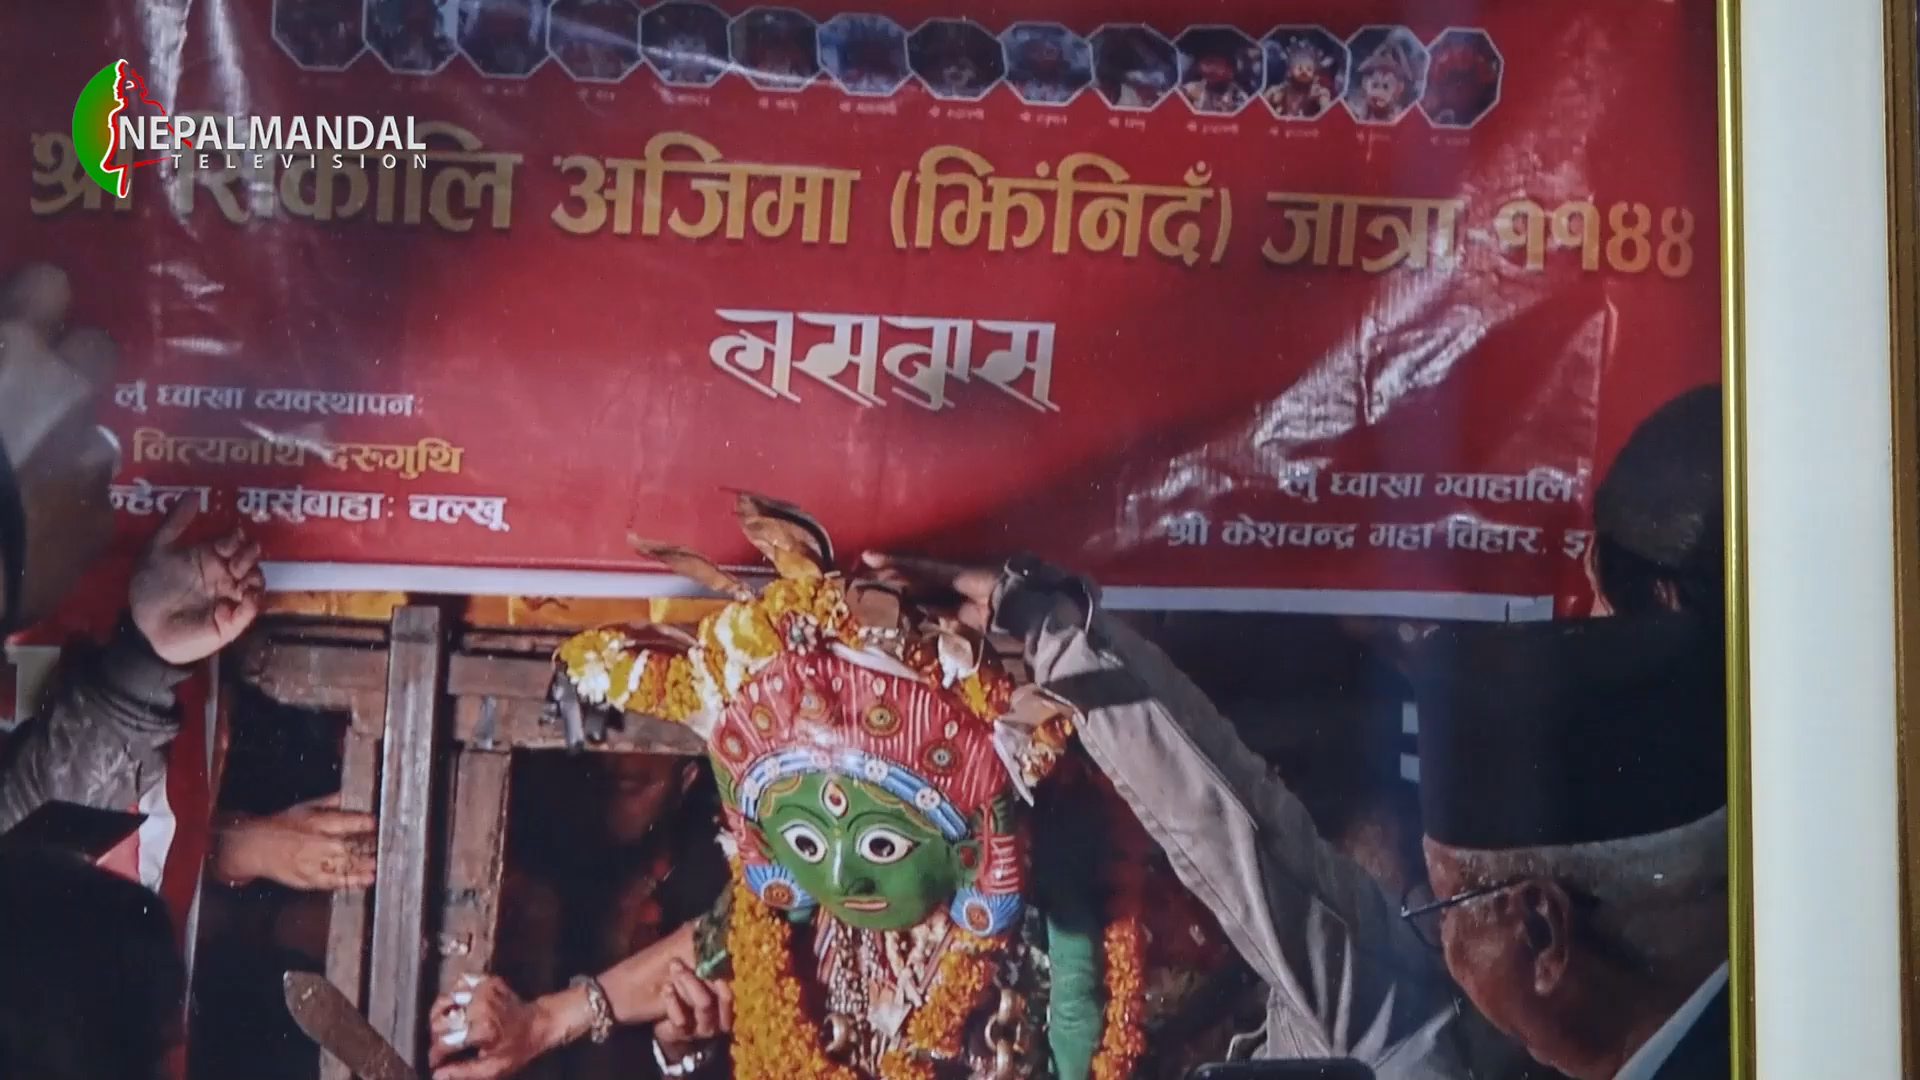 NEPALMANDAL
TELEVISION
श्री सिकालि अजिमा (झिंनिदँ) जात्रा-११४४
लसकुस
लुँ ध्वाखा व्यवस्थापनः
नित्यनाथ दरुगुथि
मुसुंबाहाः चल्खू
लुँ ध्वाखा ग्वाहालिः
श्री केशचन्द्र महा विहार,